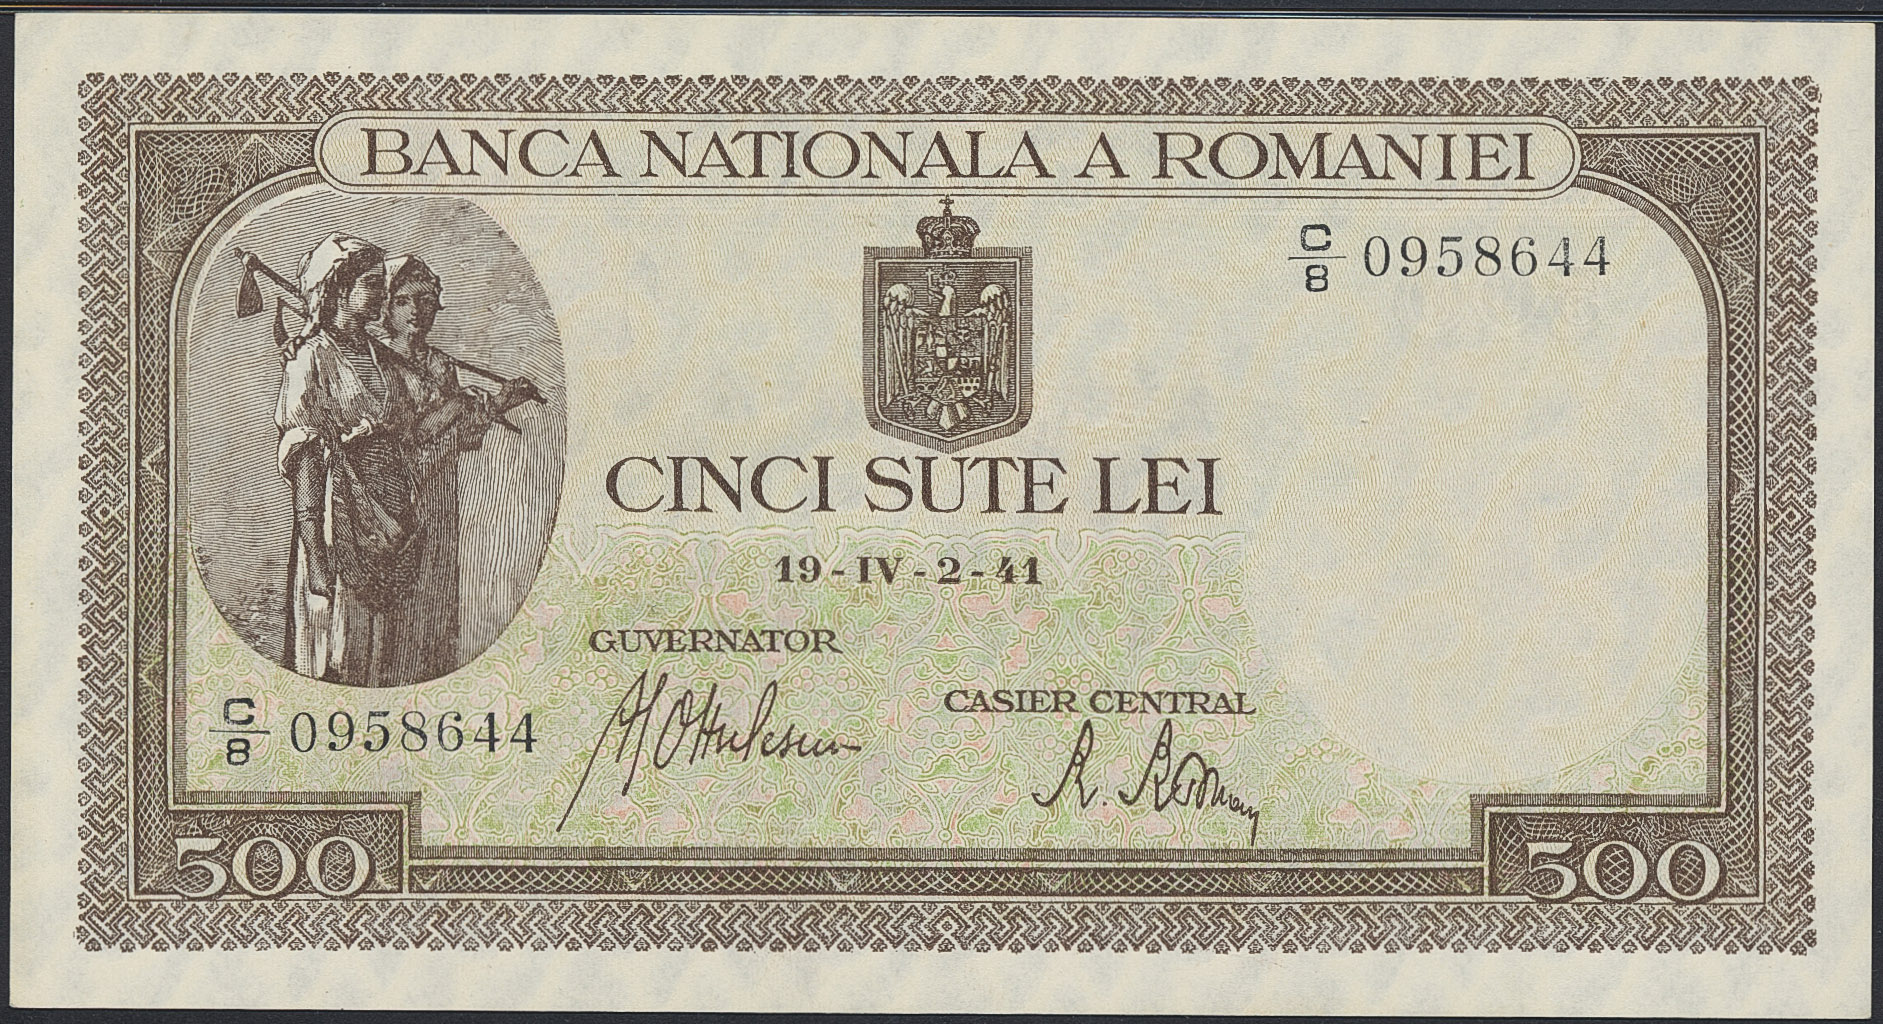 BANCA NATIONALA A ROMANIEI
C/8 0958644
CINCI SUTE LEI
19-IV-2-41
GUVERNATOR
CASIER CENTRAL
C/8 0958644
500
500